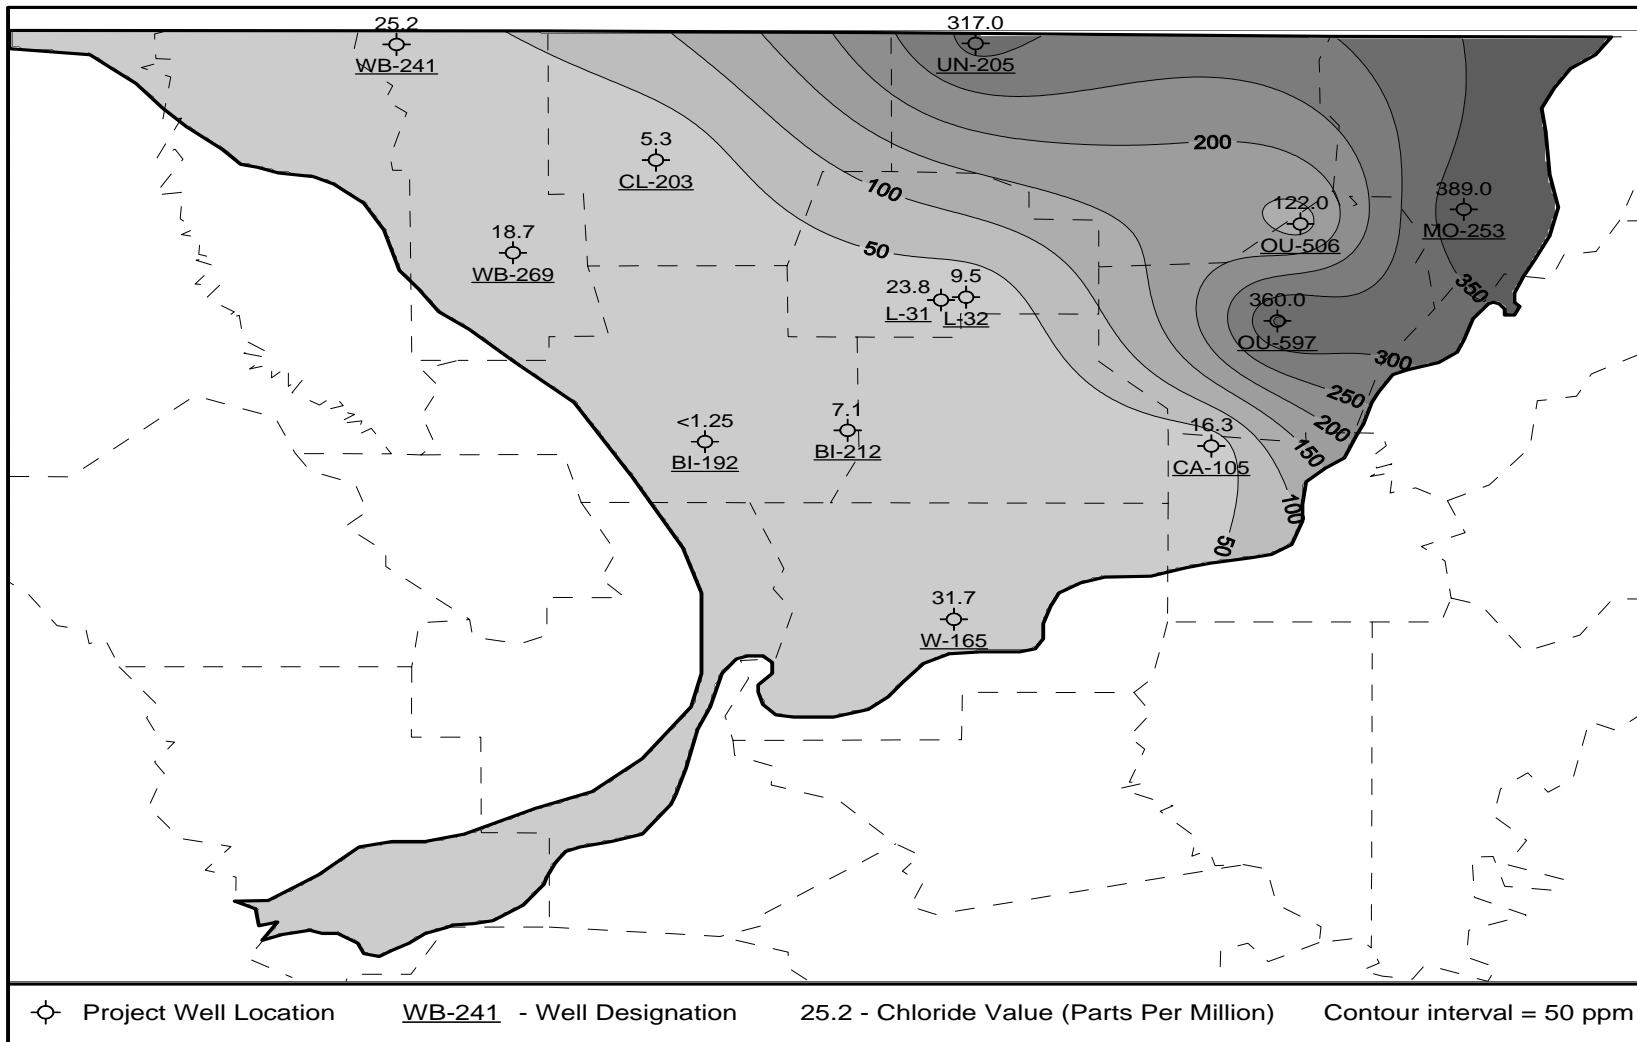 25.2
WB-241
317.0
UN-205
5.3
CL-203
200
100
122.0
OU-506
389.0
MO-253
18.7
WB-269
50
23.8
L-31
9.5
L-32
350
360.0
OU-597
300
250
200
150
<1.25
BI-192
7.1
BI-212
16.3
CA-105
100
50
31.7
W-165
Project Well Location WB-241 - Well Designation 25.2 - Chloride Value (Parts Per Million) Contour interval = 50 ppm